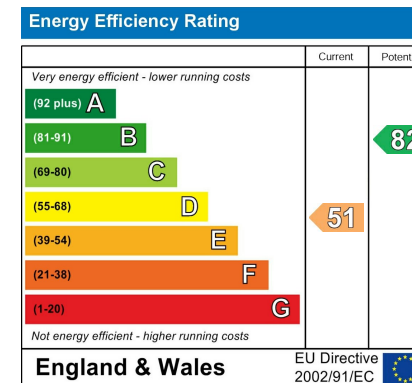 Energy Efficiency Rating
Current Potent
Very energy efficient - lower running costs
(92 plus) A
(81-91) B
82
(69-80) C
(55-68) D
51
(39-54) E
(21-38) F
(1-20) G
Not energy efficient - higher running costs
England & Wales
EU Directive
2002/91/EC